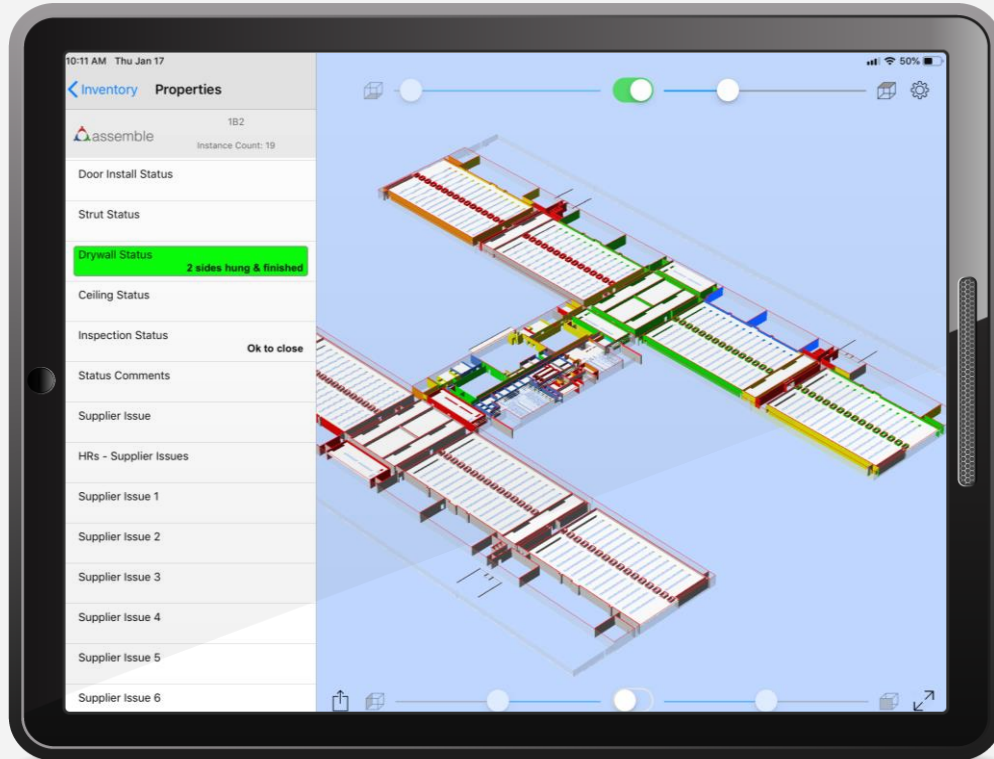 10:11 AM Thu Jan 17
50%
Inventory Properties
assemble
1B2
Instance Count: 19
Door Install Status
Strut Status
Drywall Status
2 sides hung & finished
Ceiling Status
Inspection Status
Ok to close
Status Comments
Supplier Issue
HRs - Supplier Issues
Supplier Issue 1
Supplier Issue 2
Supplier Issue 3
Supplier Issue 4
Supplier Issue 5
Supplier Issue 6